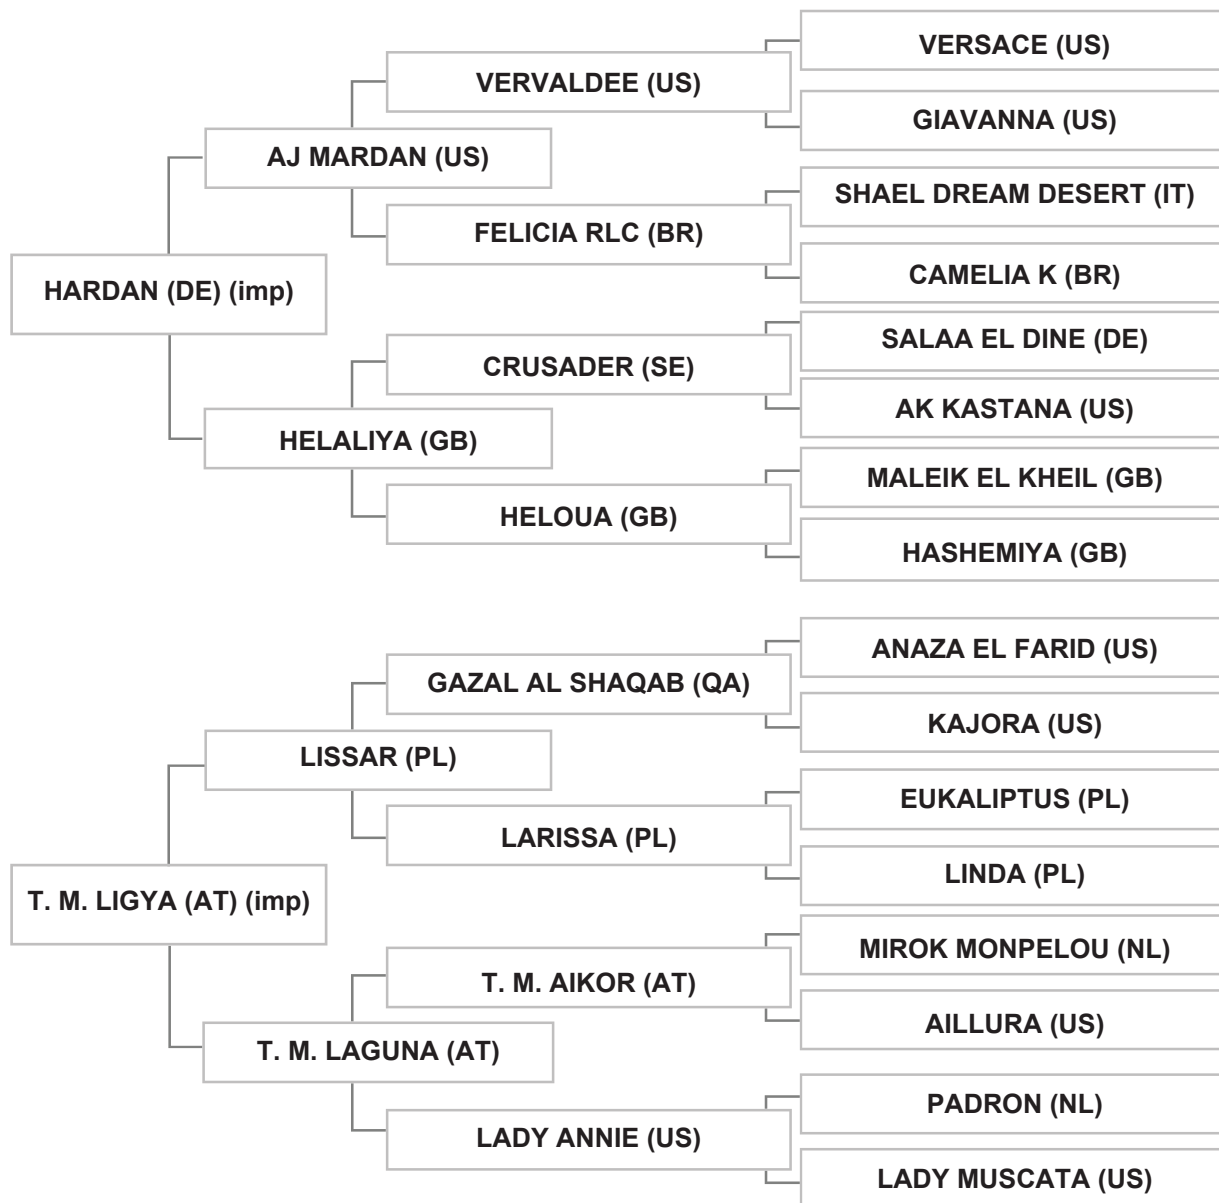 VERSACE (US)
VERVALDEE (US)
GIAVANNA (US)
AJ MARDAN (US)
SHAEL DREAM DESERT (IT)
FELICIA RLC (BR)
CAMELIA K (BR)
HARDAN (DE) (imp)
SALAA EL DINE (DE)
CRUSADER (SE)
AK KASTANA (US)
HELALIYA (GB)
MALEIK EL KHEIL (GB)
HELOUA (GB)
HASHEMIYA (GB)
ANAZA EL FARID (US)
GAZAL AL SHAQAB (QA)
KAJORA (US)
LISSAR (PL)
EUKALIPTUS (PL)
LARISSA (PL)
LINDA (PL)
T. M. LIGYA (AT) (imp)
MIROK MONPELOU (NL)
T. M. AIKOR (AT)
AILLURA (US)
T. M. LAGUNA (AT)
PADRON (NL)
LADY ANNIE (US)
LADY MUSCATA (US)